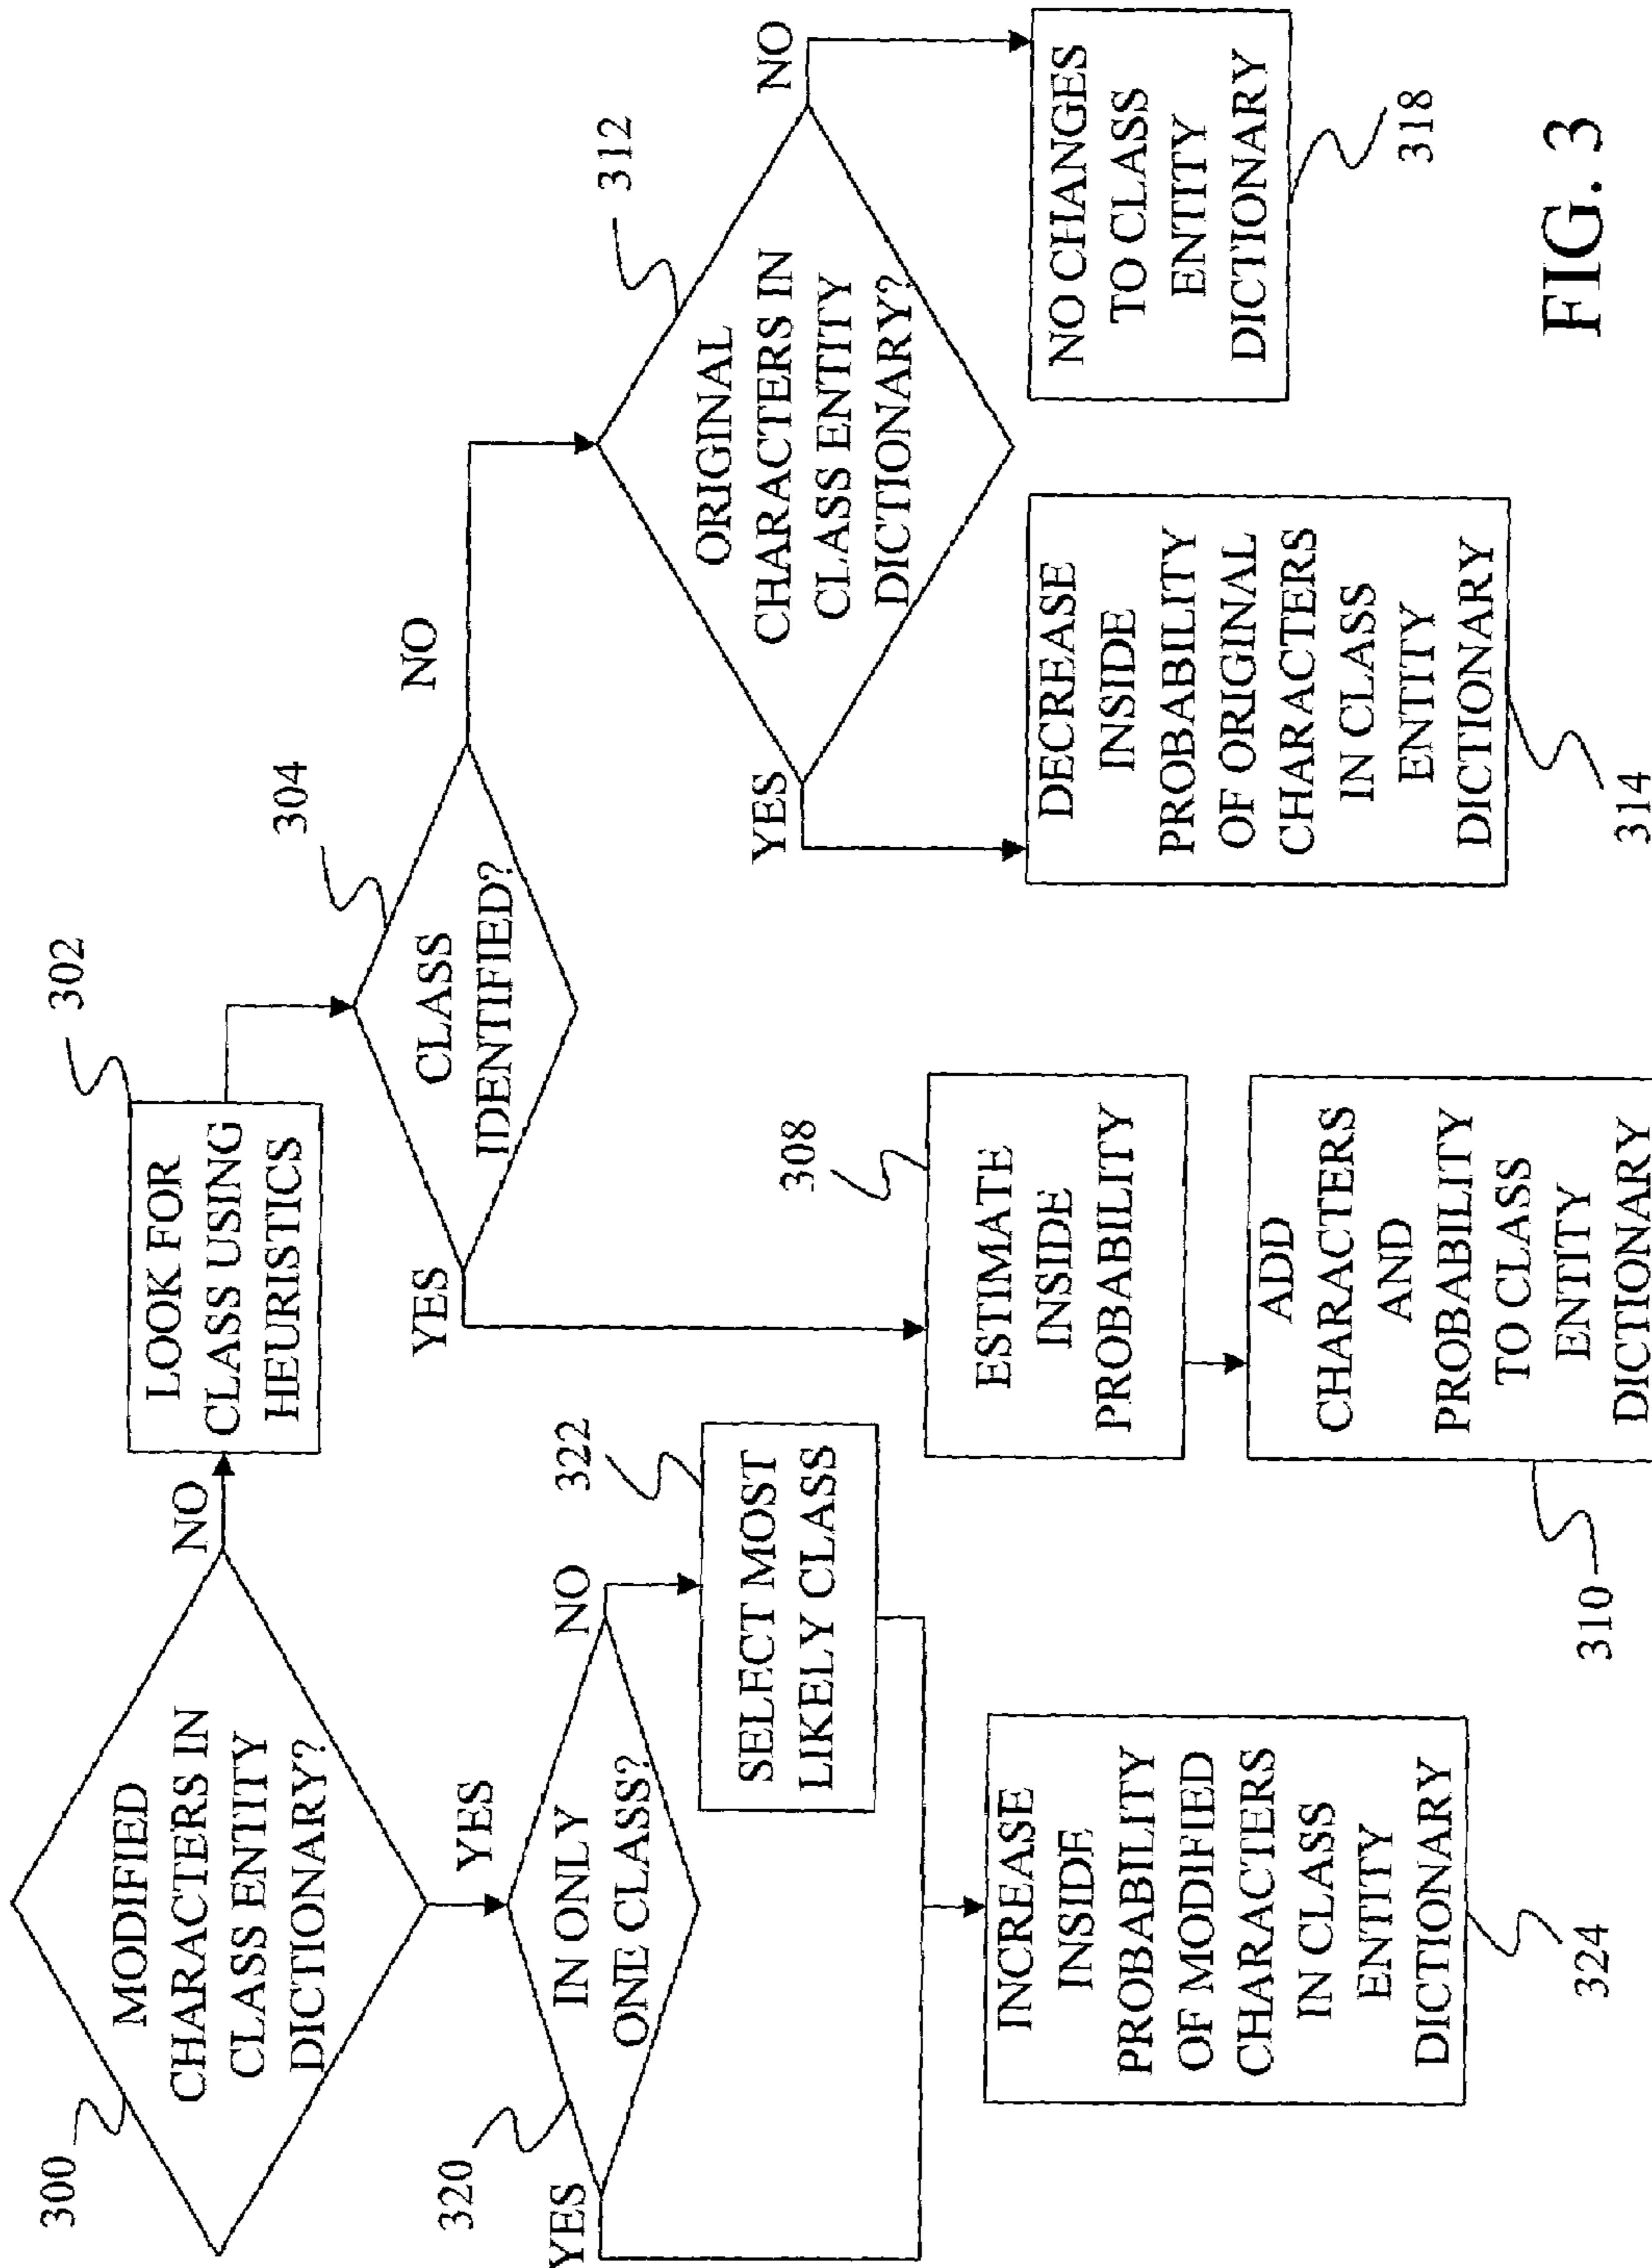 300
MODIFIED
CHARACTERS IN
CLASS ENTITY
DICTIONARY?
NO
LOOK FOR
CLASS USING
HEURISTICS
302
YES
320
IN ONLY
ONE CLASS?
YES
NO
322
SELECT MOST
LIKELY CLASS
INCREASE
INSIDE
PROBABILITY
OF MODIFIED
CHARACTERS
IN CLASS
ENTITY
DICTIONARY
324
304
CLASS
IDENTIFIED?
YES
NO
308
ESTIMATE
INSIDE
PROBABILITY
ADD
CHARACTERS
AND
PROBABILITY
TO CLASS
ENTITY
DICTIONARY
310
312
ORIGINAL
CHARACTERS IN
CLASS ENTITY
DICTIONARY?
YES
NO
DECREASE
INSIDE
PROBABILITY
OF ORIGINAL
CHARACTERS
IN CLASS
ENTITY
DICTIONARY
314
NO CHANGES
TO CLASS
ENTITY
DICTIONARY
318
FIG. 3